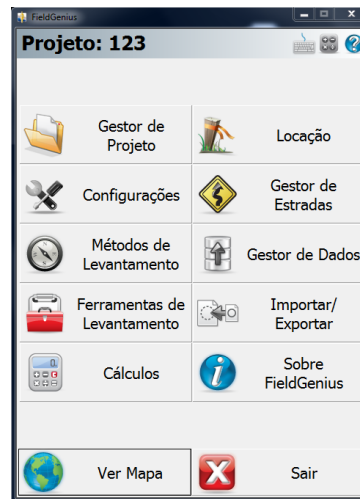 FieldGenius
Projeto: 123
Gestor de
Projeto
Locação
Configurações
Gestor de
Estradas
Métodos de
Levantamento
Gestor de Dados
Ferramentas de
Levantamento
Importar/
Exportar
Cálculos
Sobre
FieldGenius
Ver Mapa
Sair